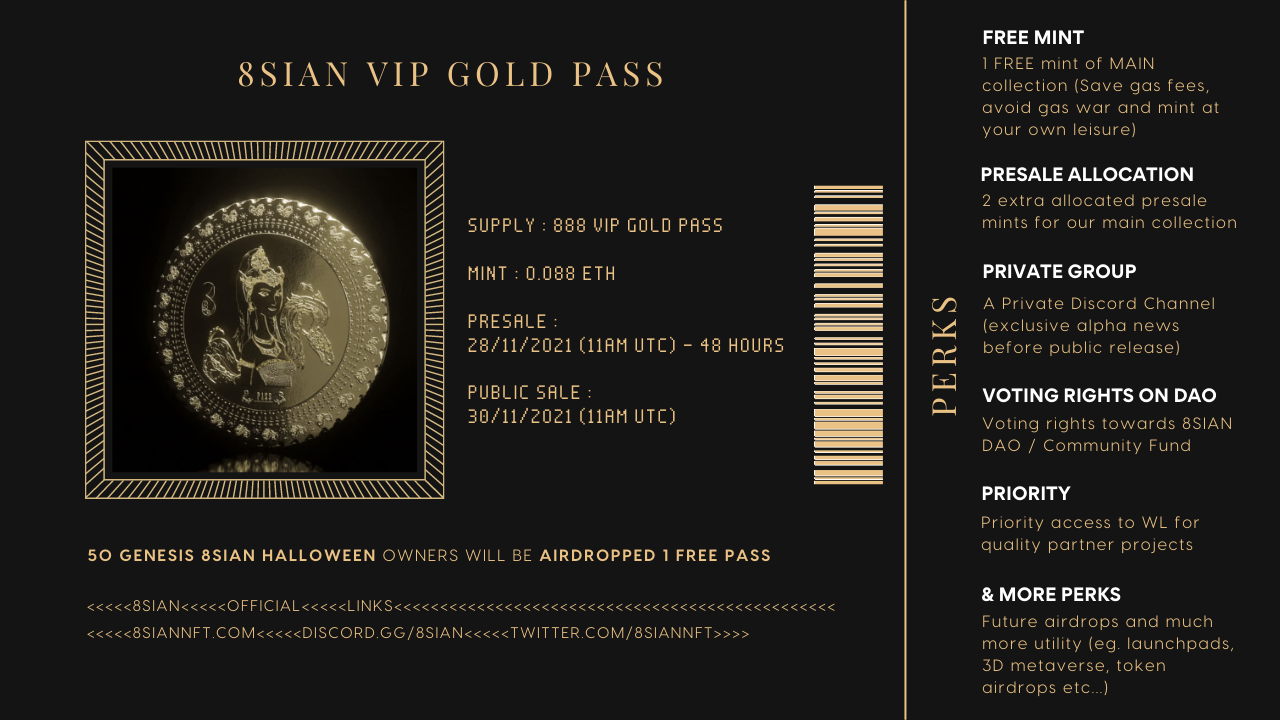 8SIAN VIP GOLD PASS
PASS
SUPPLY : 888 VIP GOLD PASS
MINT : 0.088 ETH
PRESALE :
28/11/2021 (11AM UTC) - 48 HOURS
PUBLIC SALE :
30/11/2021 (11AM UTC)
50 GENESIS 8SIAN HALLOWEEN OWNERS WILL BE AIRDROPPED 1 FREE PASS
<<<<<8SIAN<<<<<OFFICIAL<<<<<LINKS<<<<<<<<<<<<<<<<<<<<<<<<<<<<<<<<<<<<<<<<<<<<<<<<
<<<<<8SIANNFT.COM<<<<<DISCORD.GG/8SIAN<<<<<TWITTER.COM/8SIANNFT>>>>
PERKS
FREE MINT
1 FREE mint of MAIN
collection (Save gas fees,
avoid gas war and mint at
your own leisure)
PRESALE ALLOCATION
2 extra allocated presale
mints for our main collection
PRIVATE GROUP
A Private Discord Channel
(exclusive alpha news
before public release)
VOTING RIGHTS ON DAO
Voting rights towards 8SIAN
DAO / Community Fund
PRIORITY
Priority access to WL for
quality partner projects
& MORE PERKS
Future airdrops and much
more utility (eg. launchpads,
3D metaverse, token
airdrops etc...)